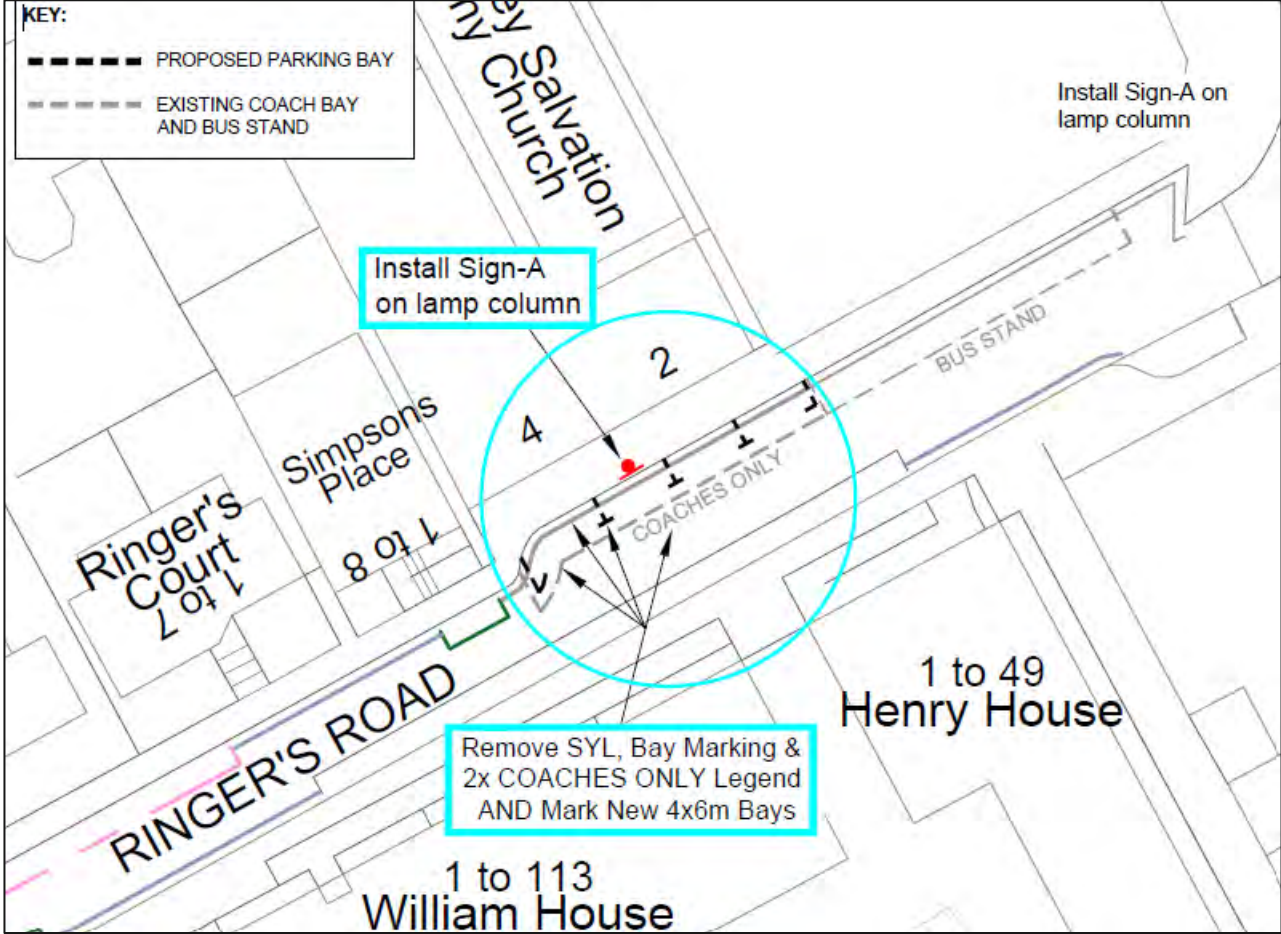 KEY:
PROPOSED PARKING BAY
EXISTING COACH BAY
AND BUS STAND
ey Salvation
ny Church
Install Sign-A on
lamp column
Install Sign-A
on lamp column
2
4
BUS STAND
COACHES ONLY
Simpsons
Place
1 to 8
Ringer's
Court
1 to 7
RINGER'S ROAD
1 to 49
Henry House
Remove SYL, Bay Marking &
2x COACHES ONLY Legend
AND Mark New 4x6m Bays
1 to 113
William House